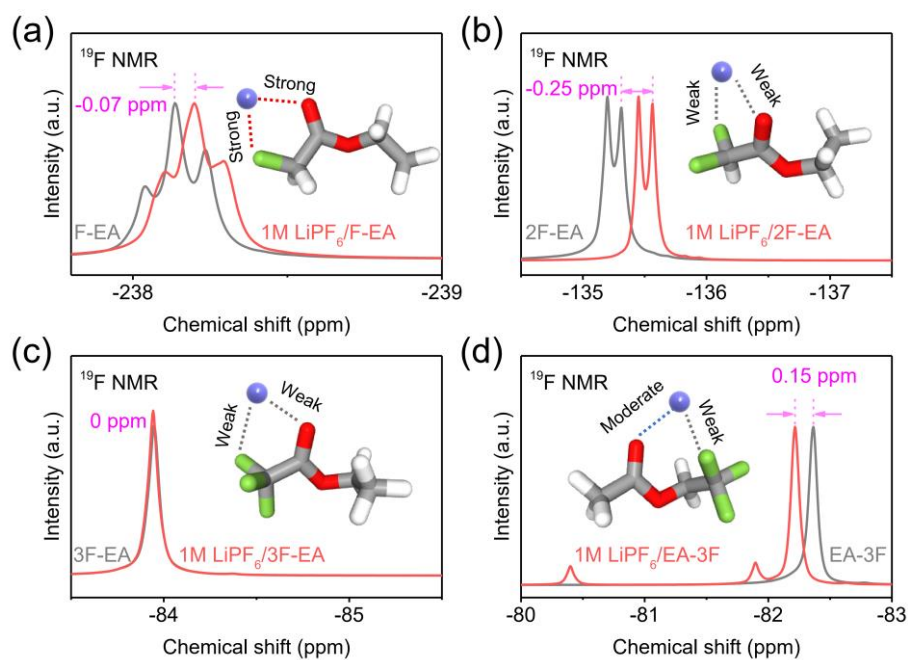 (a)
¹⁹F NMR
-0.07 ppm
Strong
Strong
F-EA
1M LiPF₆/F-EA
Intensity (a.u.)
-238
-239
Chemical shift (ppm)
(b)
¹⁹F NMR
-0.25 ppm
Weak
Weak
2F-EA
1M LiPF₆/2F-EA
Intensity (a.u.)
-135
-136
-137
Chemical shift (ppm)
(c)
¹⁹F NMR
0 ppm
Weak
Weak
3F-EA
1M LiPF₆/3F-EA
Intensity (a.u.)
-84
-85
Chemical shift (ppm)
(d)
¹⁹F NMR
0.15 ppm
Moderate
Weak
1M LiPF₆/EA-3F
EA-3F
Intensity (a.u.)
-80
-81
-82
-83
Chemical shift (ppm)